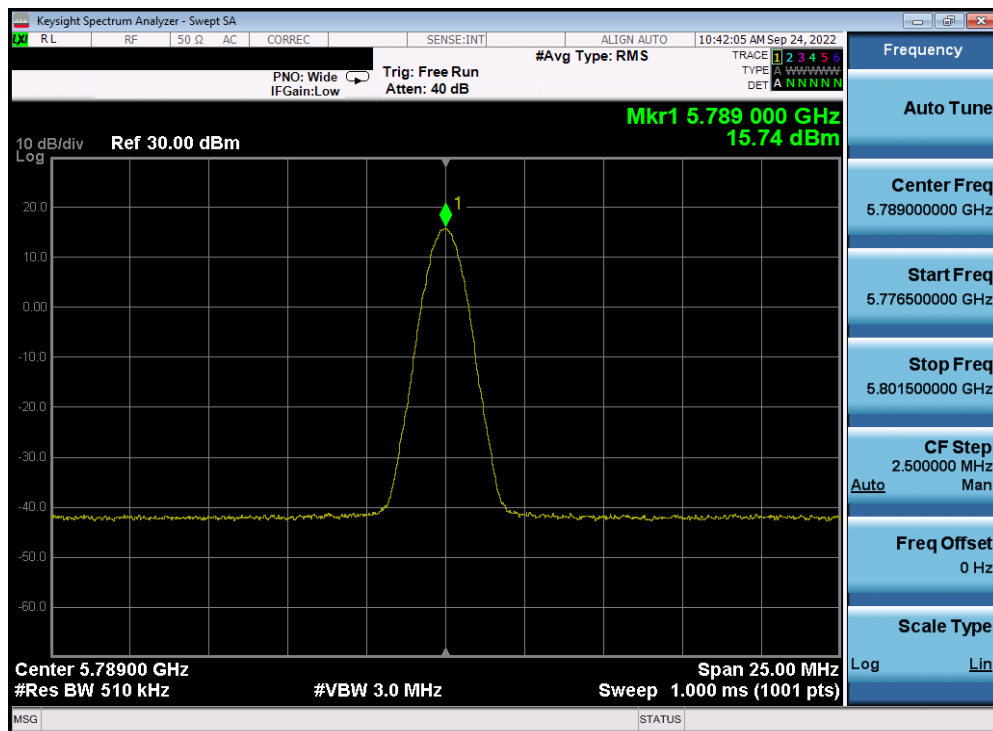 Keysight Spectrum Analyzer - Swept SA
LXI RL RF 50 Ω AC CORREC SENSE:INT ALIGN AUTO 10:42:05 AM Sep 24, 2022
#Avg Type: RMS TRACE 1 2 3 4 5 6
PNO: Wide Trig: Free Run TYPE A WWWWW
IFGain:Low Atten: 40 dB DET A N N N N N
Mkr1 5.789 000 GHz
15.74 dBm
10 dB/div Ref 30.00 dBm
Log
1
20.0
10.0
0.00
-10.0
-20.0
-30.0
-40.0
-50.0
-60.0
Center 5.78900 GHz Span 25.00 MHz
#Res BW 510 kHz #VBW 3.0 MHz Sweep 1.000 ms (1001 pts)
MSG STATUS
Frequency
Auto Tune
Center Freq
5.789000000 GHz
Start Freq
5.776500000 GHz
Stop Freq
5.801500000 GHz
CF Step
2.500000 MHz
Auto Man
Freq Offset
0 Hz
Scale Type
Log Lin